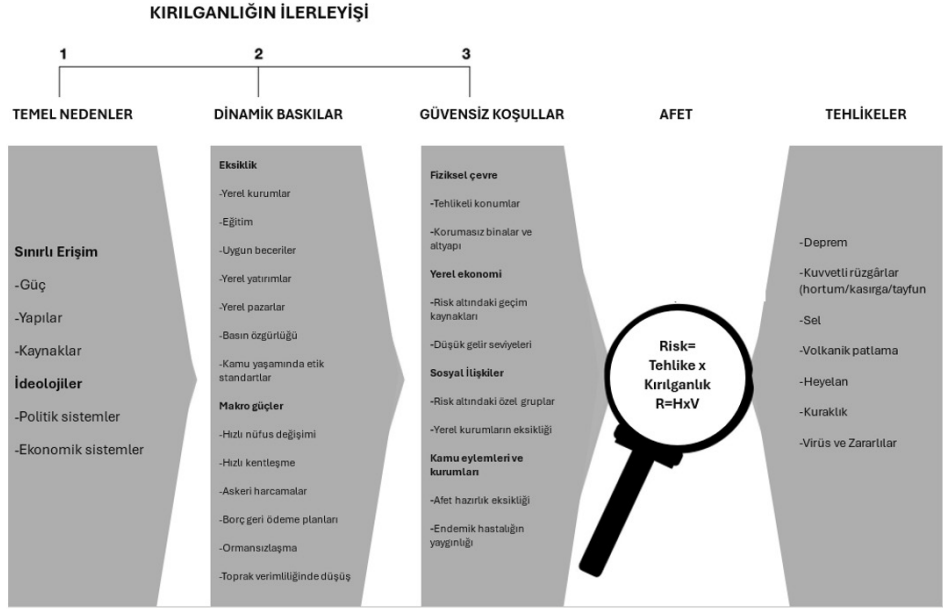 KIRILGANLIĞIN İLERLEYİŞİ
1
2
3
TEMEL NEDENLER
DİNAMİK BASKILAR
GÜVENSİZ KOŞULLAR
AFET
TEHLİKELER
Sınırlı Erişim
-Güç
-Yapılar
-Kaynaklar
İdeolojiler
-Politik sistemler
-Ekonomik sistemler
Eksiklik
-Yerel kurumlar
-Eğitim
-Uygun beceriler
-Yerel yatırımlar
-Yerel pazarlar
-Basın özgürlüğü
-Kamu yaşamında etik
standartlar
Makro güçler
-Hızlı nüfus değişimi
-Hızlı kentleşme
-Askeri harcamalar
-Borç geri ödeme planları
-Ormansızlaşma
-Toprak verimliliğinde düşüş
Fiziksel çevre
-Tehlikeli konumlar
-Korumasız binalar ve
altyapı
Yerel ekonomi
-Risk altındaki geçim
kaynakları
-Düşük gelir seviyeleri
Sosyal İlişkiler
-Risk altındaki özel gruplar
-Yerel kurumların eksikliği
Kamu eylemleri ve
kurumları
-Afet hazırlık eksikliği
-Endemik hastalığın
yaygınlığı
Risk=
Tehlike x
Kırılganlık
R=HxV
-Deprem
-Kuvvetli rüzgârlar
(hortum/kasırga/tayfun
-Sel
-Volkanik patlama
-Heyelan
-Kuraklık
-Virüs ve Zararlılar